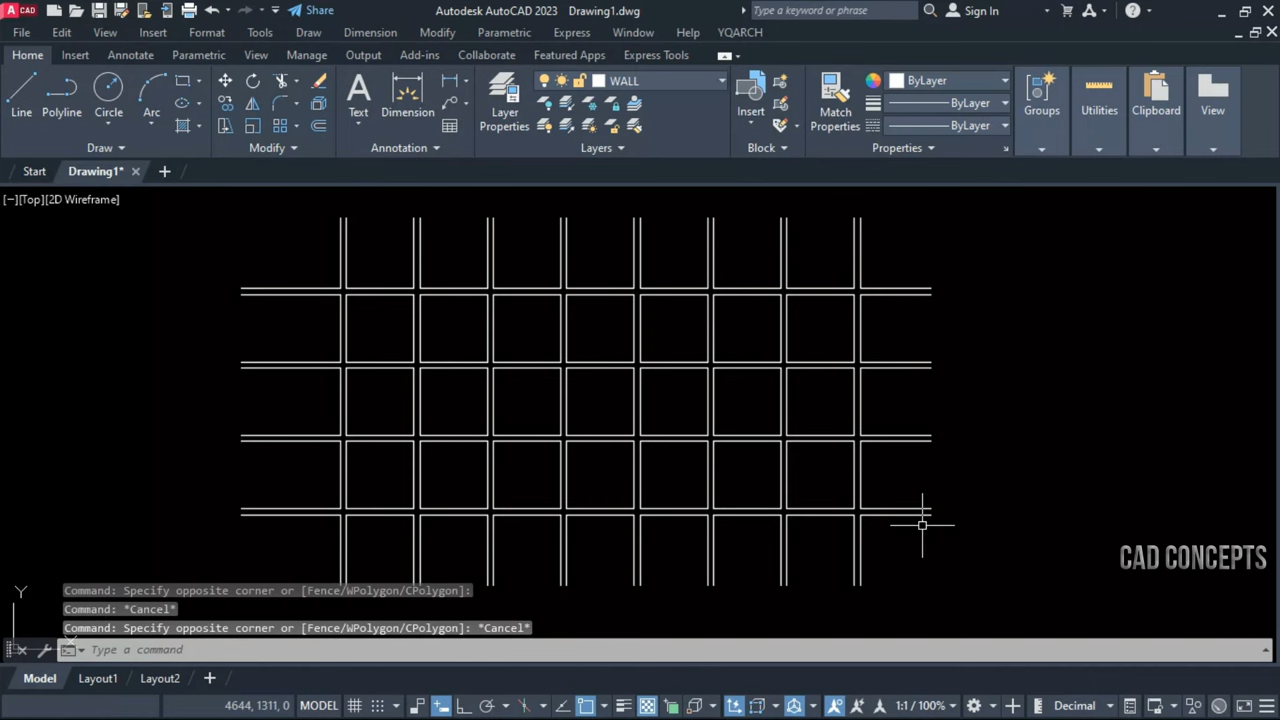 CAD
Share
Autodesk AutoCAD 2023 Drawing1.dwg
Type a keyword or phrase
Sign In
File Edit View Insert Format Tools Draw Dimension Modify Parametric Express Window Help YQARCH
Home Insert Annotate Parametric View Manage Output Add-ins Collaborate Featured Apps Express Tools
Line Polyline Circle Arc
Draw
Modify
Text Dimension
Annotation
Layer Properties
WALL
Layers
Insert
Block
Match Properties
ByLayer
ByLayer
ByLayer
Properties
Groups
Utilities
Clipboard
View
Start Drawing1*
[−][Top][2D Wireframe]
CAD CONCEPTS
Y
X
Command: Specify opposite corner or [Fence/WPolygon/CPolygon]:
Command: *Cancel*
Command: Specify opposite corner or [Fence/WPolygon/CPolygon]: *Cancel*
Type a command
Model Layout1 Layout2
4644, 1311, 0 MODEL 1:1 / 100% Decimal